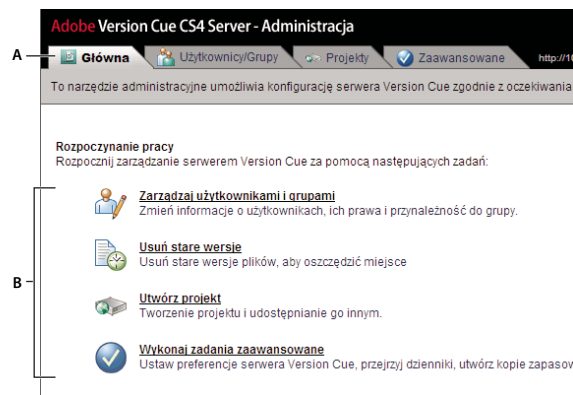 Adobe Version Cue CS4 Server - Administracja
A
Główna Użytkownicy/Grupy Projekty Zaawansowane http://10
To narzędzie administracyjne umożliwia konfigurację serwera Version Cue zgodnie z oczekiwania
Rozpoczynanie pracy
Rozpocznij zarządzanie serwerem Version Cue za pomocą następujących zadań:
B
Zarządzaj użytkownikami i grupami
Zmień informacje o użytkownikach, ich prawa i przynależność do grupy.
Usuń stare wersje
Usuń stare wersje plików, aby oszczędzić miejsce
Utwórz projekt
Tworzenie projektu i udostępnianie go innym.
Wykonaj zadania zaawansowane
Ustaw preferencje serwera Version Cue, przejrzyj dzienniki, utwórz kopie zapasow